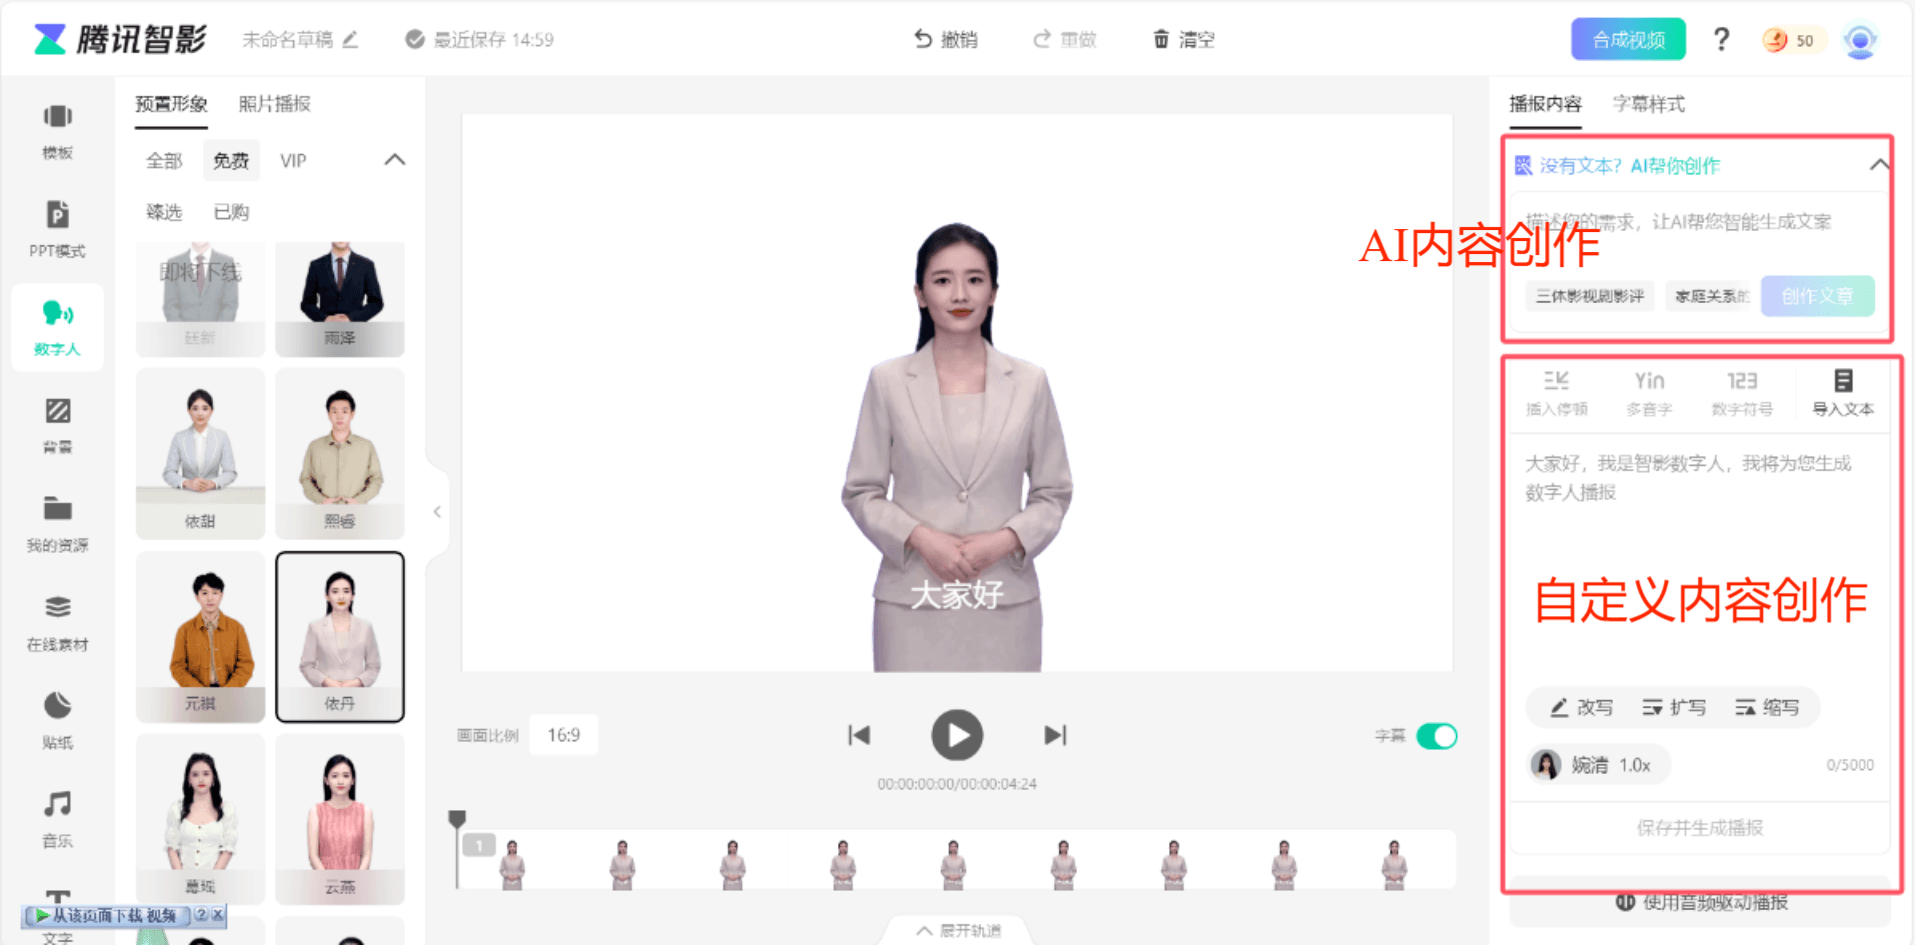 腾讯智影
未命名草稿
最近保存 14:59
撤销
重做
清空
合成视频
?
50
模板
PPT模式
数字人
背景
我的资源
在线素材
贴纸
音乐
文字
从该页面下载 视频 ? X
预置形象 照片播报
全部 免费 VIP
臻选 已购
即将下线
廷新
雨泽
依甜
熙睿
元祺
依丹
蓦瑶
云燕
大家好
画面比例 16:9
00:00:00:00/00:00:04:24
字幕
1
展开轨道
播报内容 字幕样式
没有文本? AI帮你创作
描述您的需求，让AI帮您智能生成文案
AI内容创作
三体影视剧影评 家庭关系的 创作文章
Yin 123
插入停顿 多音字 数字符号 导入文本
大家好，我是智影数字人，我将为您生成
数字人播报
自定义内容创作
改写 扩写 缩写
婉清 1.0x 0/5000
保存并生成播报
使用音频驱动播报